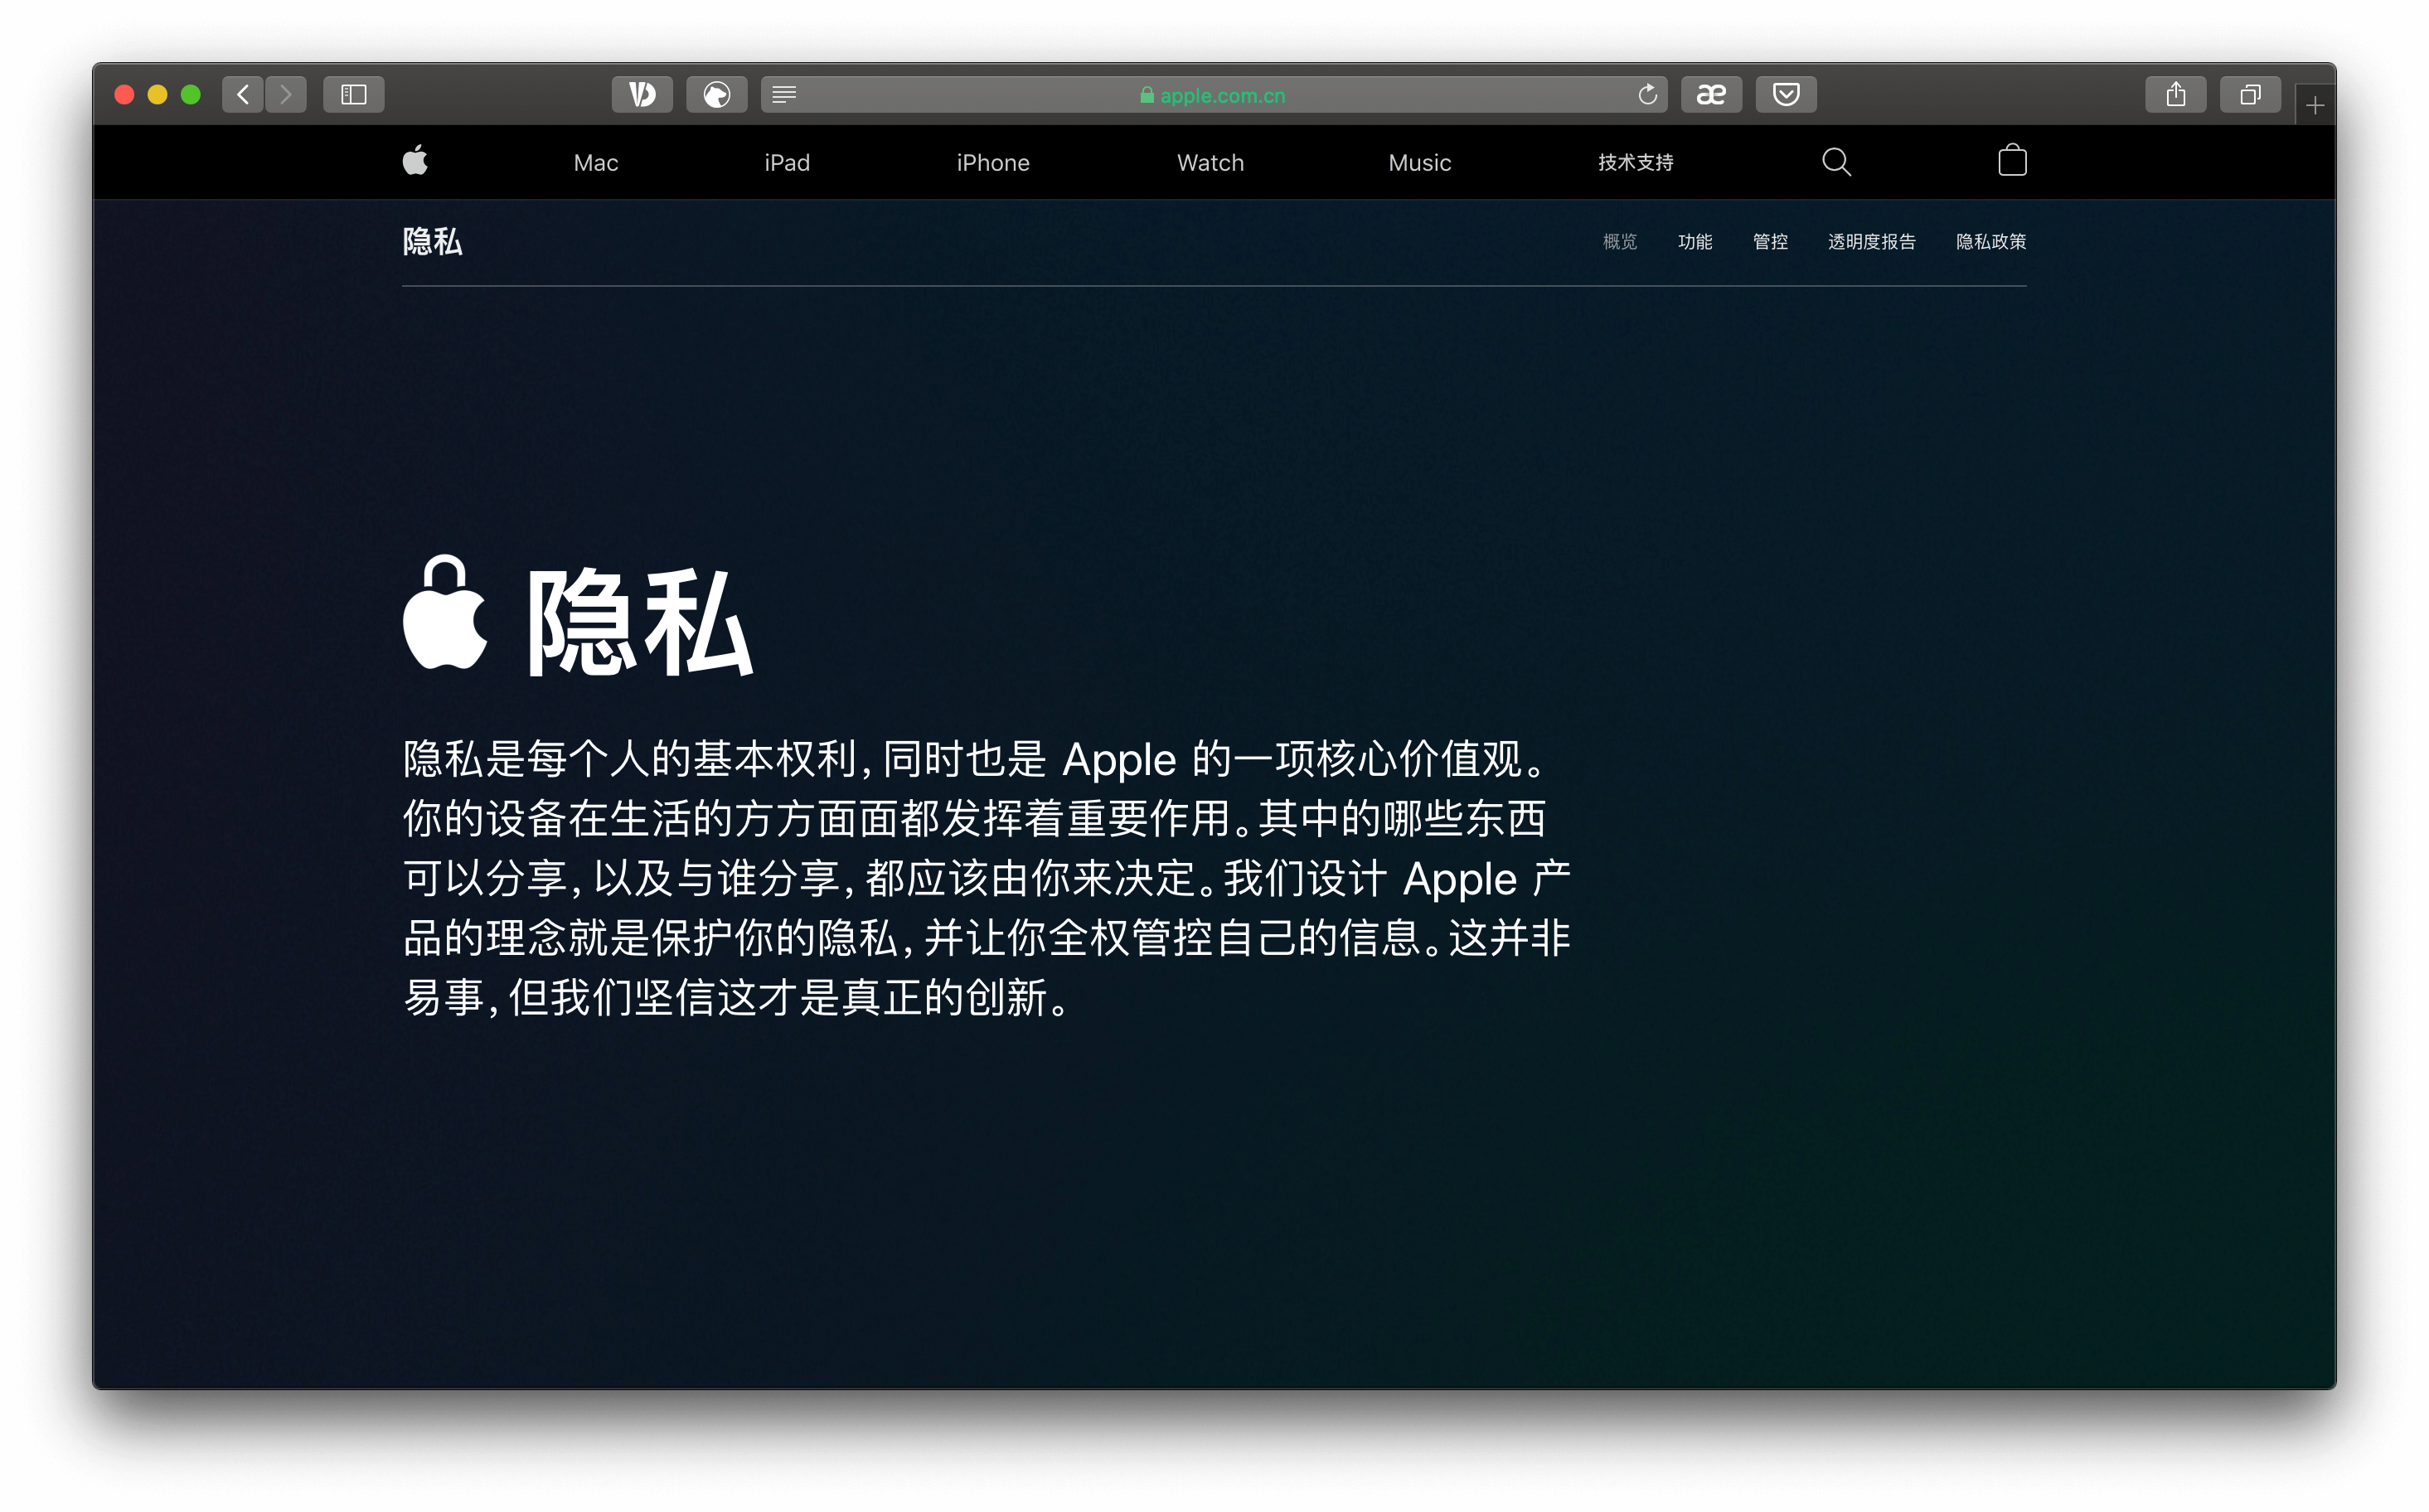 apple.com.cn
Mac iPad iPhone Watch Music 技术支持
隐私 概览 功能 管控 透明度报告 隐私政策
隐私
隐私是每个人的基本权利，同时也是 Apple 的一项核心价值观。
你的设备在生活的方方面面都发挥着重要作用。其中的哪些东西
可以分享，以及与谁分享，都应该由你来决定。我们设计 Apple 产
品的理念就是保护你的隐私，并让你全权管控自己的信息。这并非
易事，但我们坚信这才是真正的创新。